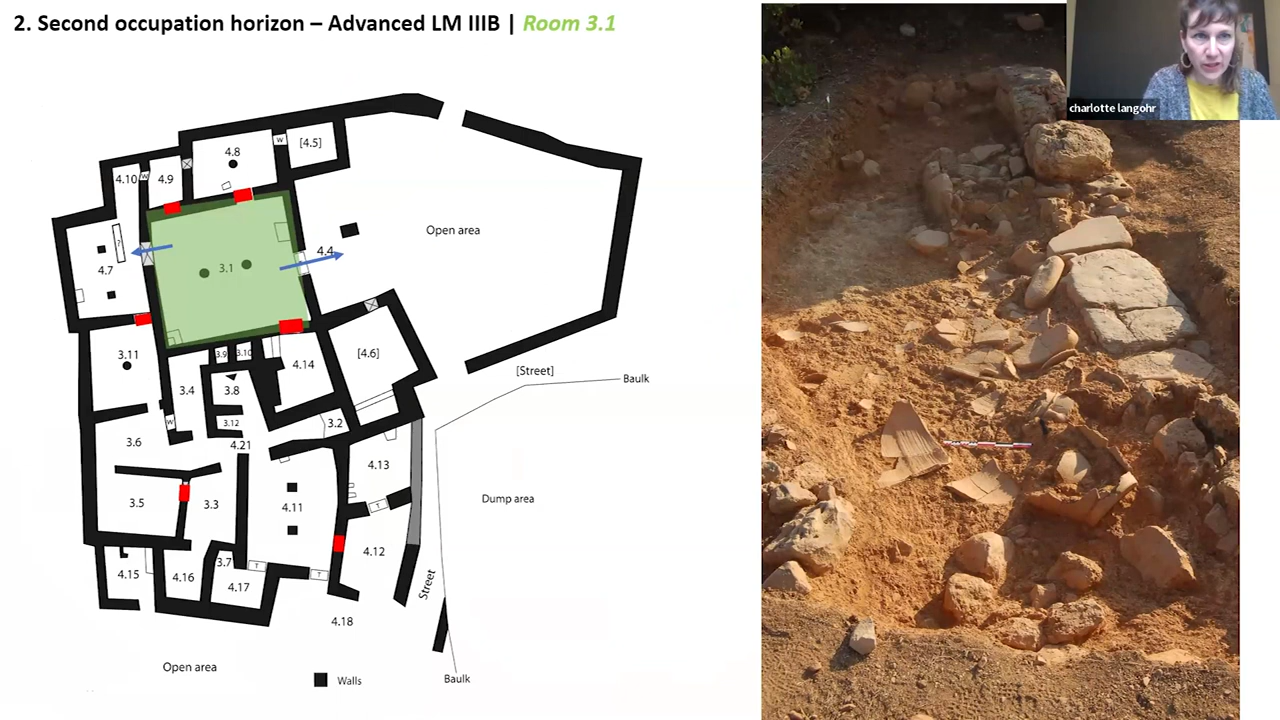 2. Second occupation horizon – Advanced LM IIIB | Room 3.1
charlotte langohr
4.8
[4.5]
4.10
W
4.9
W
Open area
4.4
3.1
?
4.7
3.11
3.9
3.10
4.14
[4.6]
[Street]
Baulk
3.4
3.8
W
3.12
3.2
3.6
4.21
4.13
3.5
3.3
4.11
T
Dump area
4.12
3.7
T
T
4.15
4.16
4.17
Street
4.18
Open area
Walls
Baulk